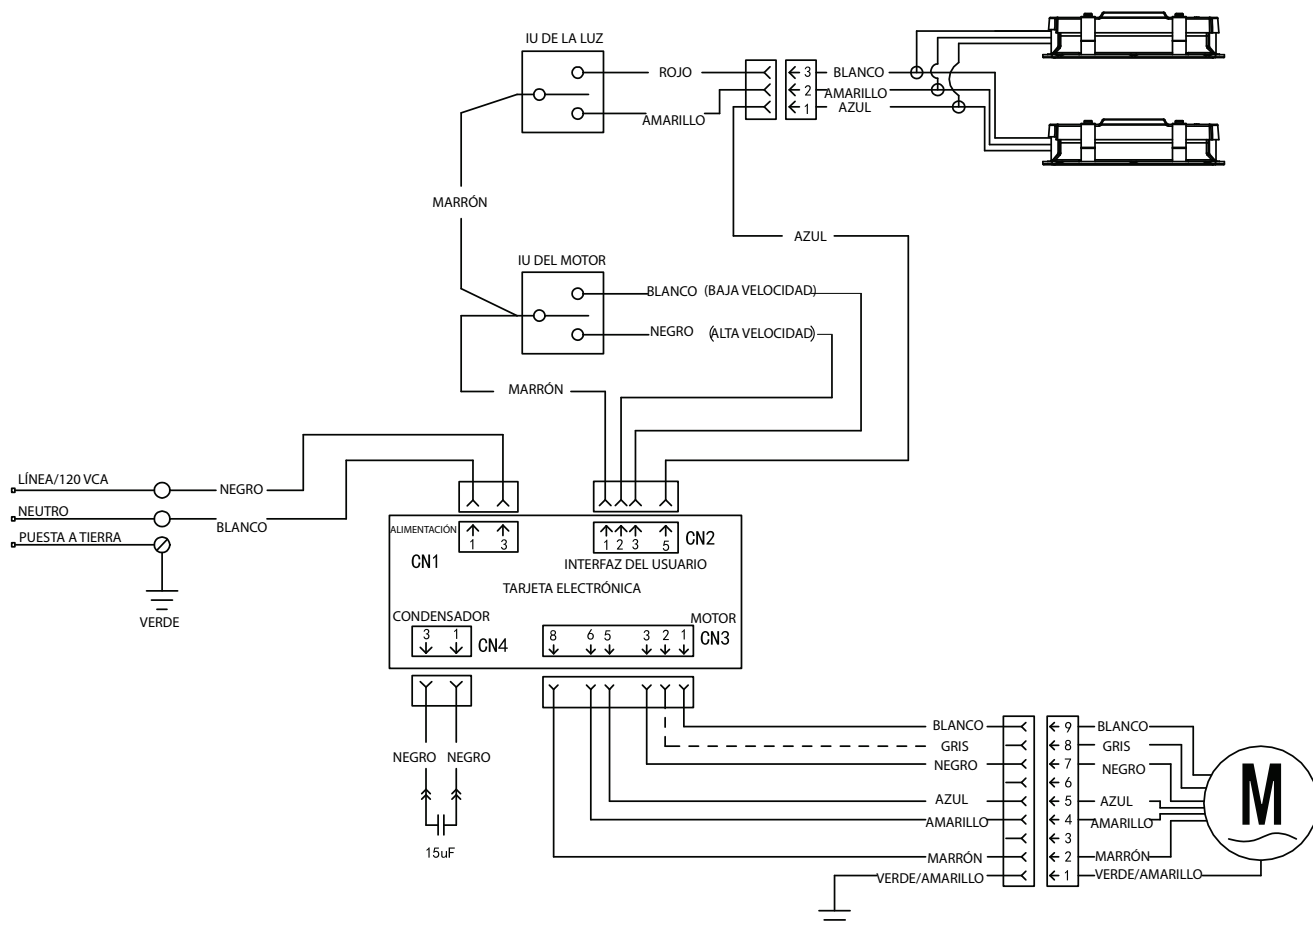 IU DE LA LUZ
ROJO
AMARILLO
3 BLANCO
2 AMARILLO
1 AZUL
MARRÓN
AZUL
IU DEL MOTOR
BLANCO (BAJA VELOCIDAD)
NEGRO (ALTA VELOCIDAD)
MARRÓN
LÍNEA/120 VCA
NEGRO
NEUTRO
BLANCO
PUESTA A TIERRA
VERDE
ALIMENTACIÓN
1 3
CN1
1 2 3 5
CN2
INTERFAZ DEL USUARIO
TARJETA ELECTRÓNICA
CONDENSADOR
3 1
CN4
MOTOR
8 6 5 3 2 1
CN3
NEGRO NEGRO
15uF
BLANCO 9 BLANCO
GRIS 8 GRIS
NEGRO 7 NEGRO
6
AZUL 5 AZUL
AMARILLO 4 AMARILLO
3
MARRÓN 2 MARRÓN
VERDE/AMARILLO 1 VERDE/AMARILLO
M